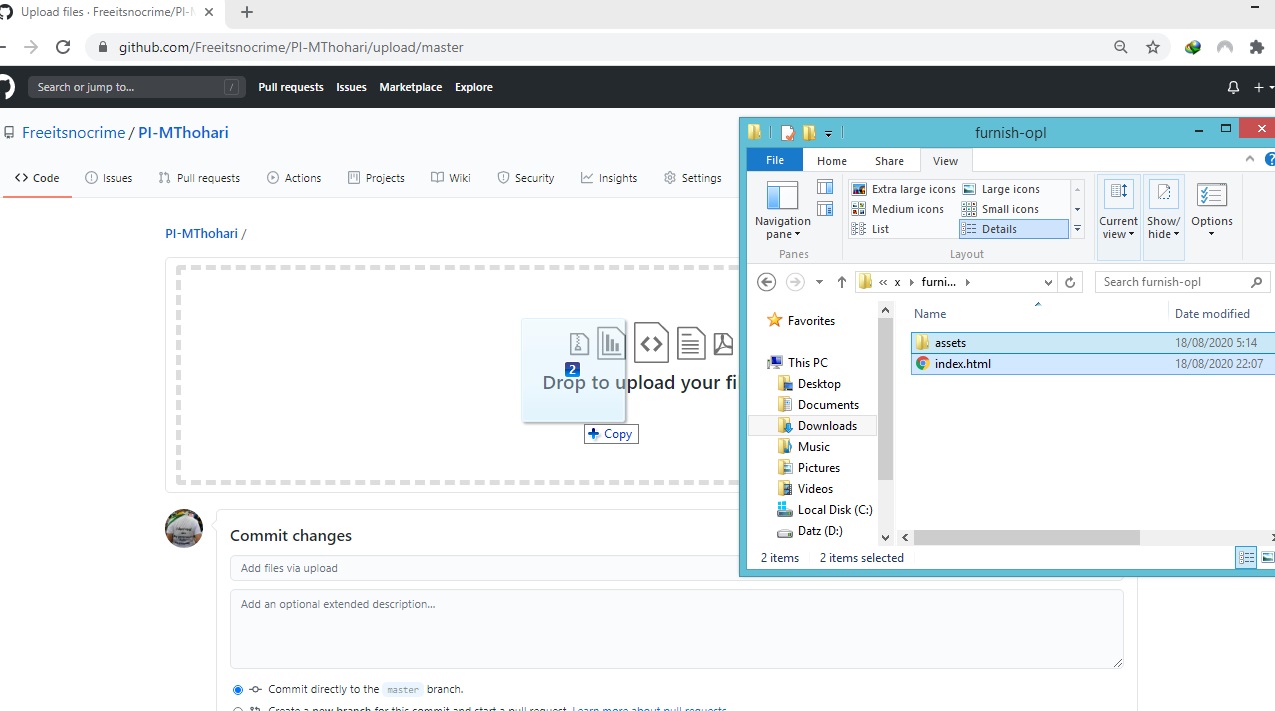 Upload files · Freeitsnocrime/PI-M
github.com/Freeitsnocrime/PI-MThohari/upload/master
Search or jump to... /
Pull requests Issues Marketplace Explore
Freeitsnocrime / PI-MThohari
Code Issues Pull requests Actions Projects Wiki Security Insights Settings
PI-MThohari /
2
Drop to upload your fi
Copy
Commit changes
Add files via upload
Add an optional extended description...
Commit directly to the master branch.
Create a new branch for this commit and start a pull request. Learn more about pull requests.
furnish-opl
File Home Share View
Navigation pane
Extra large icons Large icons
Medium icons Small icons
List Details
Current view
Show/ hide
Options
Panes Layout
« x furni...
Search furnish-opl
Name Date modified
Favorites
This PC
Desktop
Documents
Downloads
Music
Pictures
Videos
Local Disk (C:)
Datz (D:)
assets 18/08/2020 5:14
index.html 18/08/2020 22:07
2 items 2 items selected